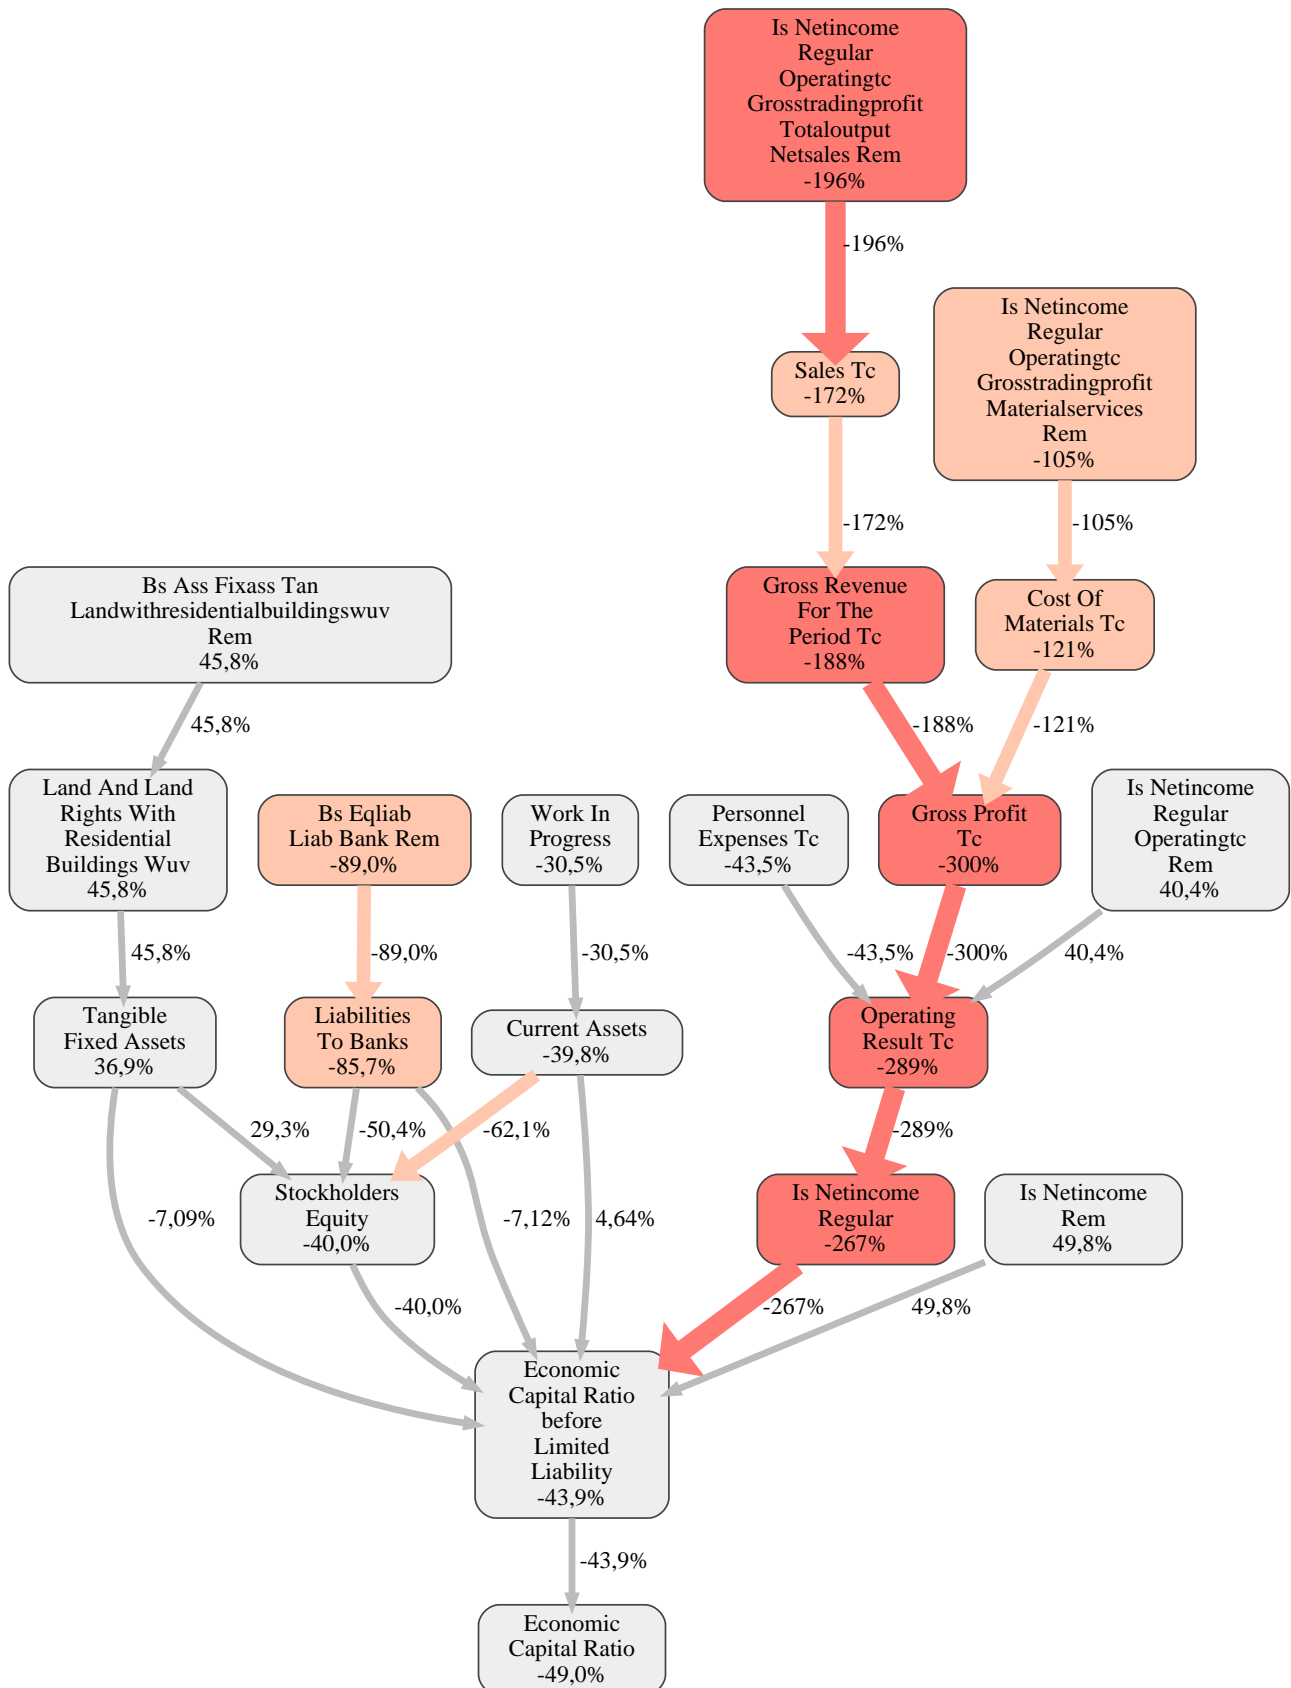 Is Netincome
Regular
Operatingtc
Grosstradingprofit
Totaloutput
Netsales Rem
-196%
-196%
Is Netincome
Regular
Operatingtc
Grosstradingprofit
Materialservices
Rem
-105%
Sales Tc
-172%
-172%
-105%
Bs Ass Fixass Tan
Landwithresidentialbuildingswuv
Rem
45,8%
Gross Revenue
For The
Period Tc
-188%
Cost Of
Materials Tc
-121%
45,8%
-188%
-121%
Land And Land
Rights With
Residential
Buildings Wuv
45,8%
Bs Eqliab
Liab Bank Rem
-89,0%
Work In
Progress
-30,5%
Personnel
Expenses Tc
-43,5%
Gross Profit
Tc
-300%
Is Netincome
Regular
Operatingtc
Rem
40,4%
45,8%
-89,0%
-30,5%
-43,5%
-300%
40,4%
Tangible
Fixed Assets
36,9%
Liabilities
To Banks
-85,7%
Current Assets
-39,8%
Operating
Result Tc
-289%
29,3%
-50,4%
-62,1%
-289%
Stockholders
Equity
-40,0%
Is Netincome
Regular
-267%
Is Netincome
Rem
49,8%
-7,09%
-7,12%
4,64%
-40,0%
-267%
49,8%
Economic
Capital Ratio
before
Limited
Liability
-43,9%
-43,9%
Economic
Capital Ratio
-49,0%